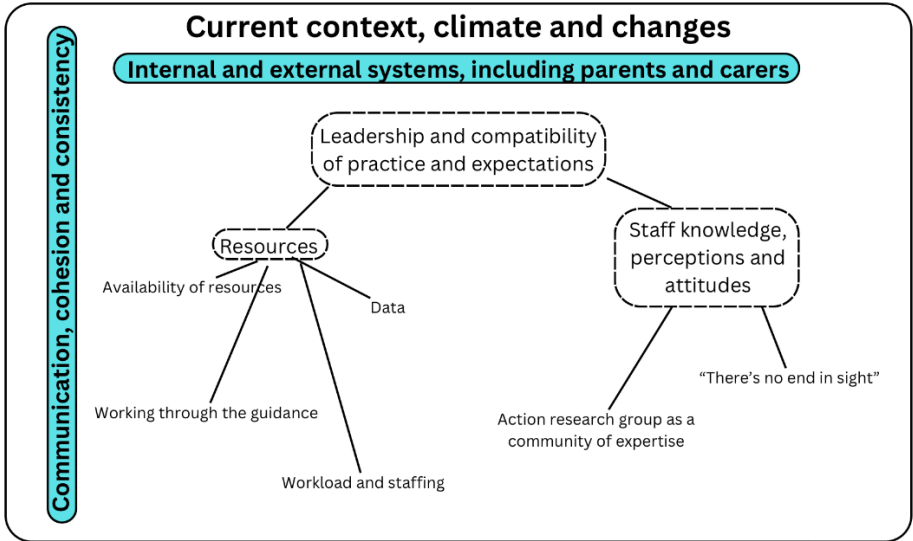 Current context, climate and changes
Internal and external systems, including parents and carers
Communication, cohesion and consistency
Leadership and compatibility
of practice and expectations
Resources
Staff knowledge,
perceptions and
attitudes
Availability of resources
Data
“There’s no end in sight”
Working through the guidance
Action research group as a
community of expertise
Workload and staffing